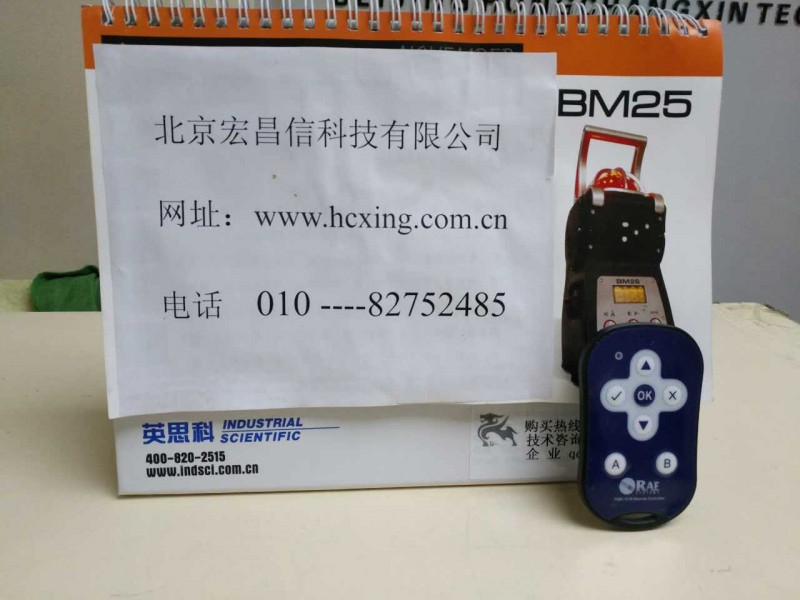 XIN TEC
BM25
北京宏昌信科技有限公司
网址：www.hcxing.com.cn
电话 010 ----82752485
BM25
OK
X
A
B
RAE
英思科 INDUSTRIAL
SCIENTIFIC
400-820-2515
www.indsci.com.cn
购买热线
技术咨询
企业